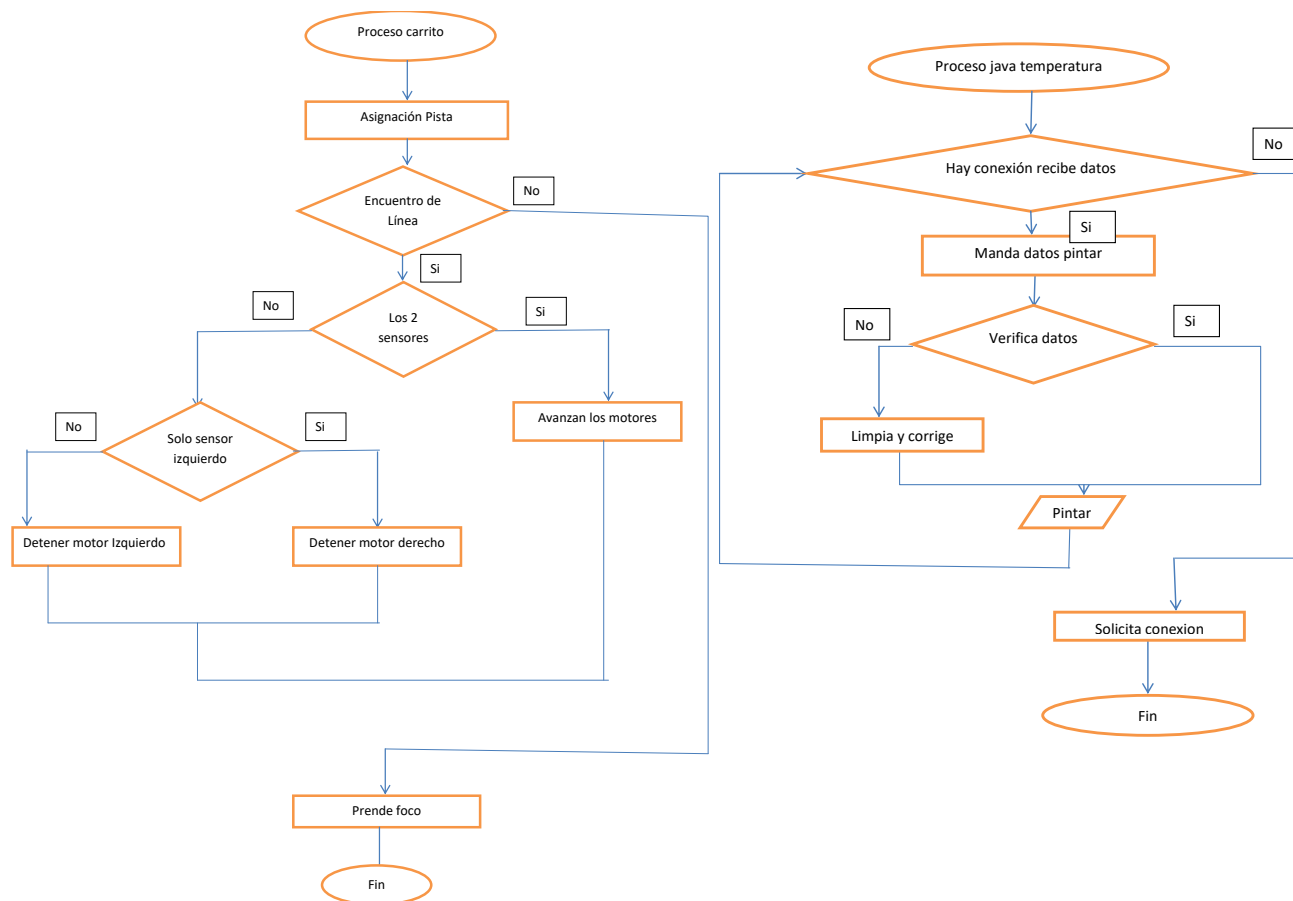 Proceso carrito
Asignación Pista
Encuentro de
Línea
No
Si
Los 2
sensores
No
Si
Solo sensor
izquierdo
No
Si
Avanzan los motores
Detener motor Izquierdo
Detener motor derecho
Prende foco
Fin
Proceso java temperatura
Hay conexión recibe datos
No
Si
Manda datos pintar
Verifica datos
No
Si
Limpia y corrige
Pintar
Solicita conexion
Fin